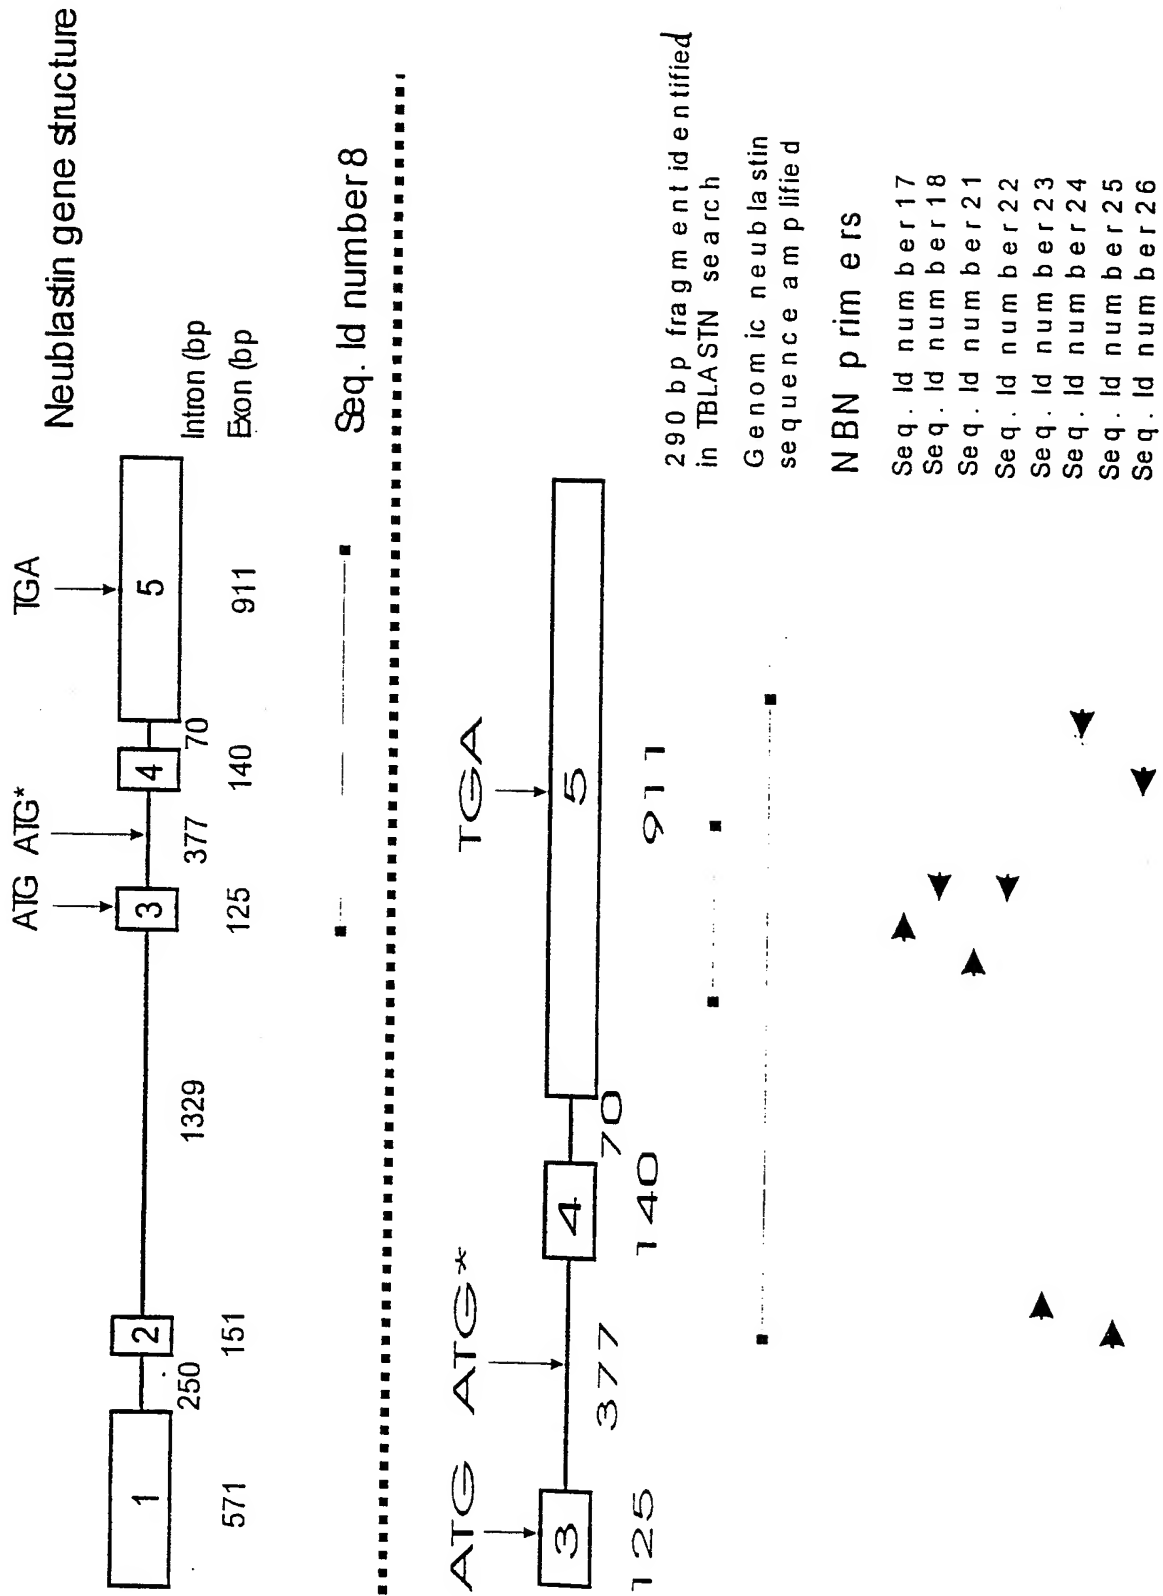 Neublastin gene structure
ATG ATG* TGA
1 2 3 4 5
250 1329 377 70 Intron (bp
571 151 125 140 911 Exon (bp
Seq. Id number 8
ATG ATG* TGA
3 4 5
377 70
125 140 911
290 bp fragment identified
in TBLASTN search
Genomic neublastin
sequence amplified
NBN primers
Seq. Id number 17
Seq. Id number 18
Seq. Id number 21
Seq. Id number 22
Seq. Id number 23
Seq. Id number 24
Seq. Id number 25
Seq. Id number 26